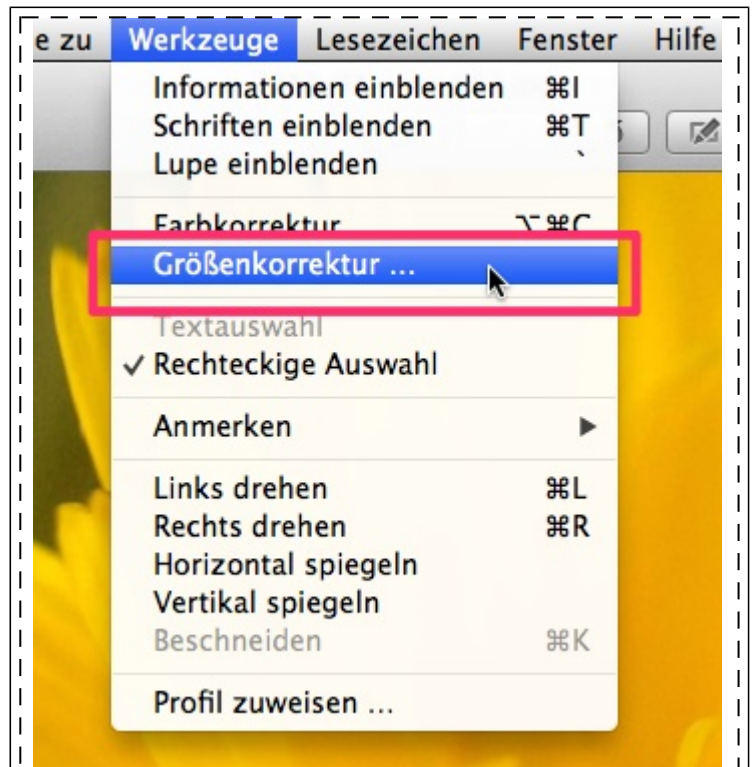 e zu Werkzeuge Lesezeichen Fenster Hilfe
Informationen einblenden ⌘I
Schriften einblenden ⌘T
Lupe einblenden `
Farbkorrektur ⌥⌘C
Größenkorrektur ...
Textauswahl
✓ Rechteckige Auswahl
Anmerken ▶
Links drehen ⌘L
Rechts drehen ⌘R
Horizontal spiegeln
Vertikal spiegeln
Beschneiden ⌘K
Profil zuweisen ...